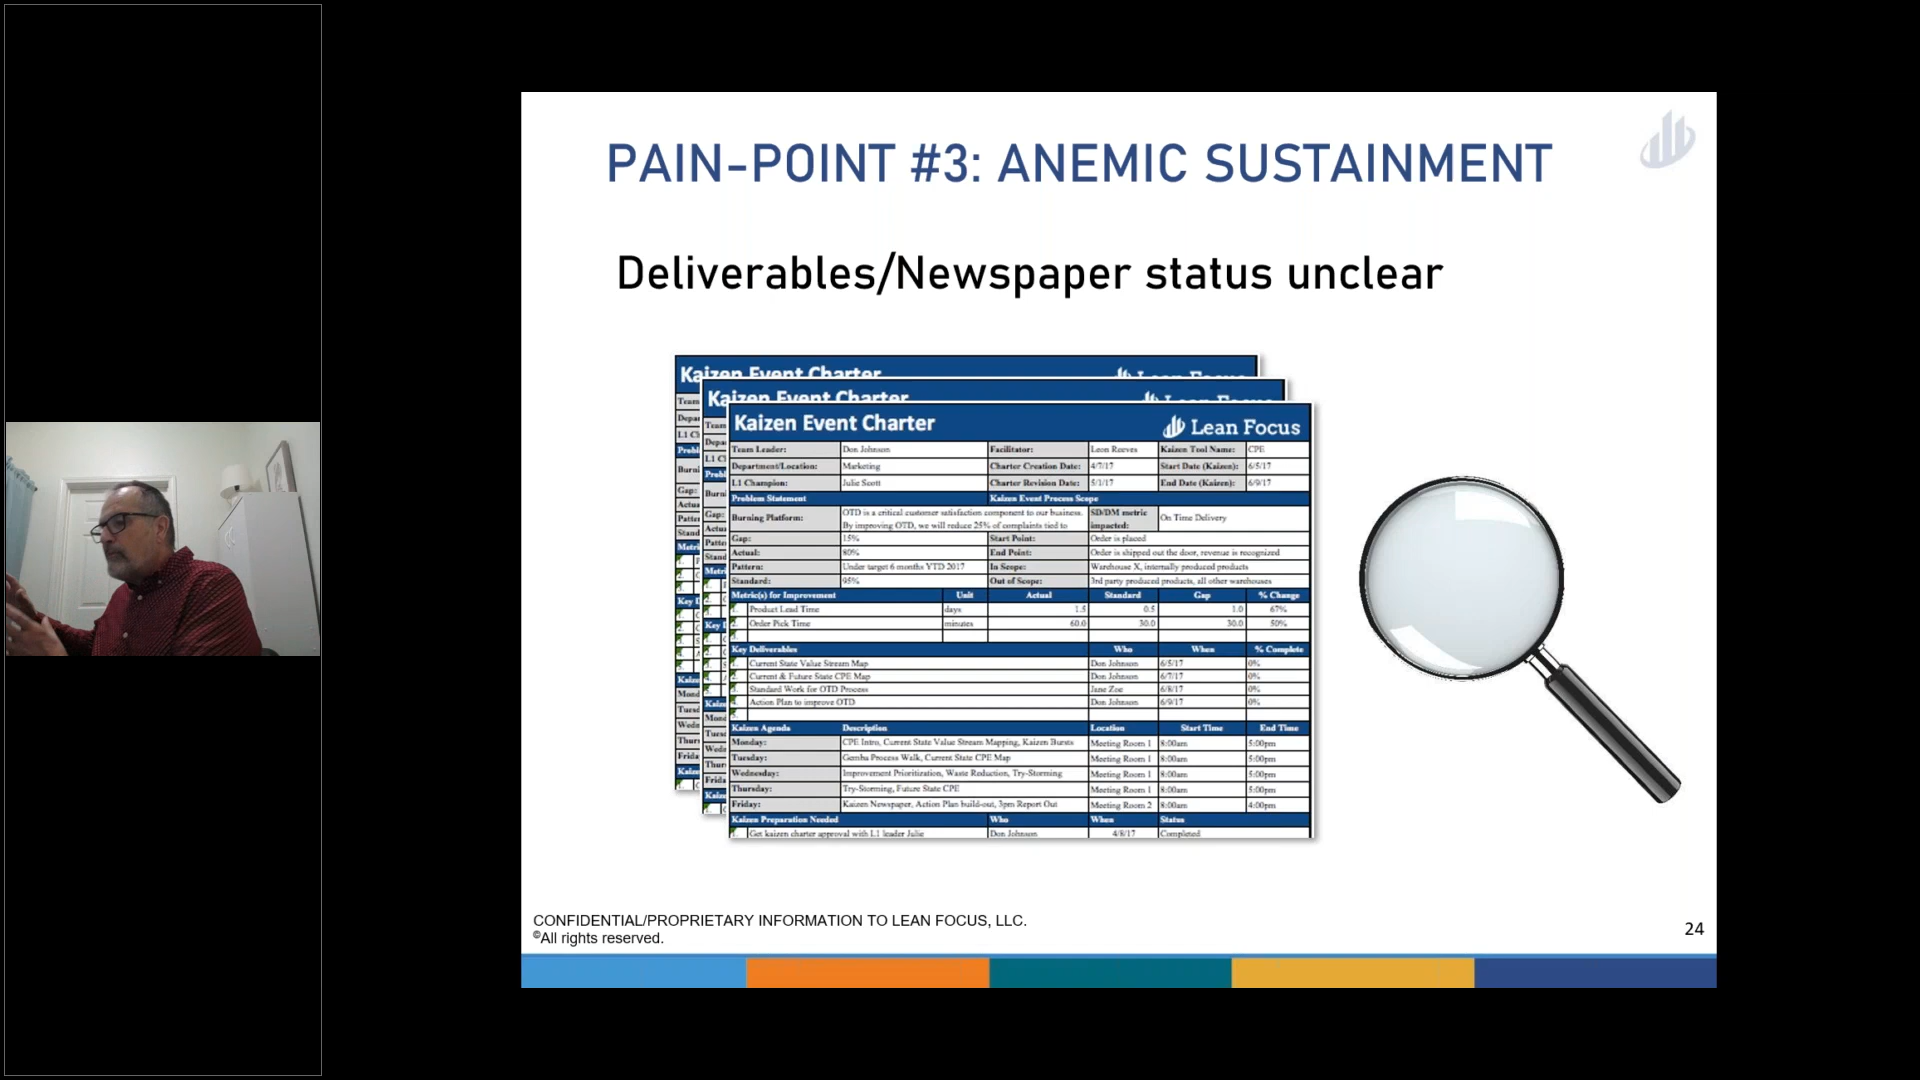 PAIN-POINT #3: ANEMIC SUSTAINMENT
Deliverables/Newspaper status unclear
Kaizen Event Charter
Kaizen Event Charter
Kaizen Event Charter Lean Focus
Team Leader: Don Johnson Facilitator: Leon Reeves Kaizen Tool Name: CPE
Department/Location: Marketing Charter Creation Date: 4/7/17 Start Date (Kaizen): 6/5/17
L1 Champion: Julie Scott Charter Revision Date: 5/1/17 End Date (Kaizen): 6/9/17
Problem Statement Kaizen Event Process Scope
Burning Platform: OTD is a critical customer satisfaction component to our business. SD/DM metric
By improving OTD, we will reduce 25% of complaints tied to impacted: On Time Delivery
Gap: 15% Start Point: Order is placed
Actual: 80% End Point: Order is shipped out the door, revenue is recognized
Pattern: Under target 6 months YTD 2017 In Scope: Warehouse X, internally produced products
Standard: 95% Out of Scope: 3rd party produced products, all other warehouses
Metric(s) for Improvement Unit Actual Standard Gap % Change
1. Product Lead Time days 1.5 0.5 1.0 67%
2. Order Pick Time minutes 60.0 30.0 30.0 50%
Key Deliverables Who When % Complete
1. Current State Value Stream Map Don Johnson 6/5/17 0%
2. Current & Future State CPE Map Don Johnson 6/7/17 0%
3. Standard Work for OTD Process Jane Zoe 6/8/17 0%
4. Action Plan to improve OTD Don Johnson 6/9/17 0%
Kaizen Agenda Description Location Start Time End Time
Monday: CPE Intro, Current State Value Stream Mapping, Kaizen Bursts Meeting Room 1 8:00am 5:00pm
Tuesday: Gemba Process Walk, Current State CPE Map Meeting Room 1 8:00am 5:00pm
Wednesday: Improvement Prioritization, Waste Reduction, Try-Storming Meeting Room 1 8:00am 5:00pm
Thursday: Try-Storming, Future State CPE Meeting Room 1 8:00am 5:00pm
Friday: Kaizen Newspaper, Action Plan build-out, 3pm Report Out Meeting Room 2 8:00am 4:00pm
Kaizen Preparation Needed Who When Status
Get kaizen charter approval with L1 leader Julie Don Johnson 4/8/17 Completed
CONFIDENTIAL/PROPRIETARY INFORMATION TO LEAN FOCUS, LLC.
©All rights reserved.
24